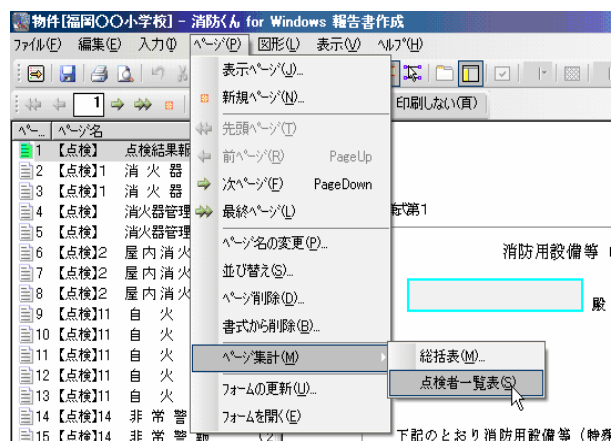 物件[福岡〇〇小学校] - 消防くん for Windows 報告書作成
ファイル(F) 編集(E) 入力(I) ページ(P) 図形(L) 表示(V) ヘルプ(H)
表示ページ(J)...
新規ページ(N)...
先頭ページ(T)
前ページ(R) PageUp
次ページ(F) PageDown
最終ページ(L)
ページ名の変更(P)...
並び替え(S)...
ページ削除(D)...
書式から削除(B)...
ページ集計(M)
フォームの更新(U)...
フォームを開く(E)
総括表(M)...
点検者一覧表(S)
1
印刷しない(頁)
ペー... ページ名
1 【点検】 点検結果報
2 【点検】1 消 火 器
3 【点検】1 消 火 器
4 【点検】 消火器管理
5 【点検】 消火器管理
6 【点検】2 屋 内 消 火
7 【点検】2 屋 内 消 火
8 【点検】2 屋 内 消 火
9 【点検】11 自 火
10 【点検】11 自 火
11 【点検】11 自 火
12 【点検】11 自 火
13 【点検】11 自 火
14 【点検】14 非 常 警
15 【点検】14 非 常 警
第1
消防用設備等
殿
下記のとおり消防用設備等 (特殊